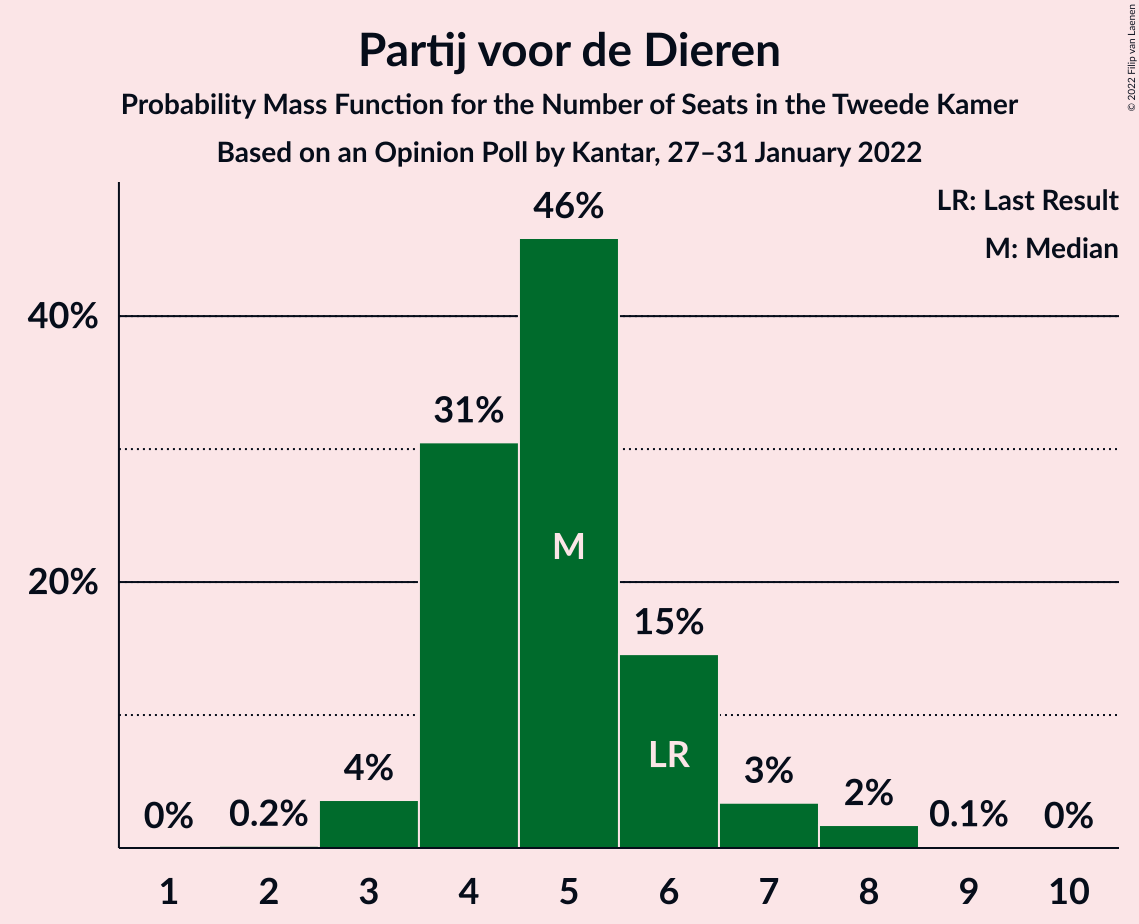 Partij voor de Dieren
Probability Mass Function for the Number of Seats in the Tweede Kamer
Based on an Opinion Poll by Kantar, 27–31 January 2022
© 2022 Filip van Laenen
LR: Last Result
M: Median
40%
20%
0%
0.2%
4%
31%
46%
15%
3%
2%
0.1%
0%
M
LR
1 2 3 4 5 6 7 8 9 10